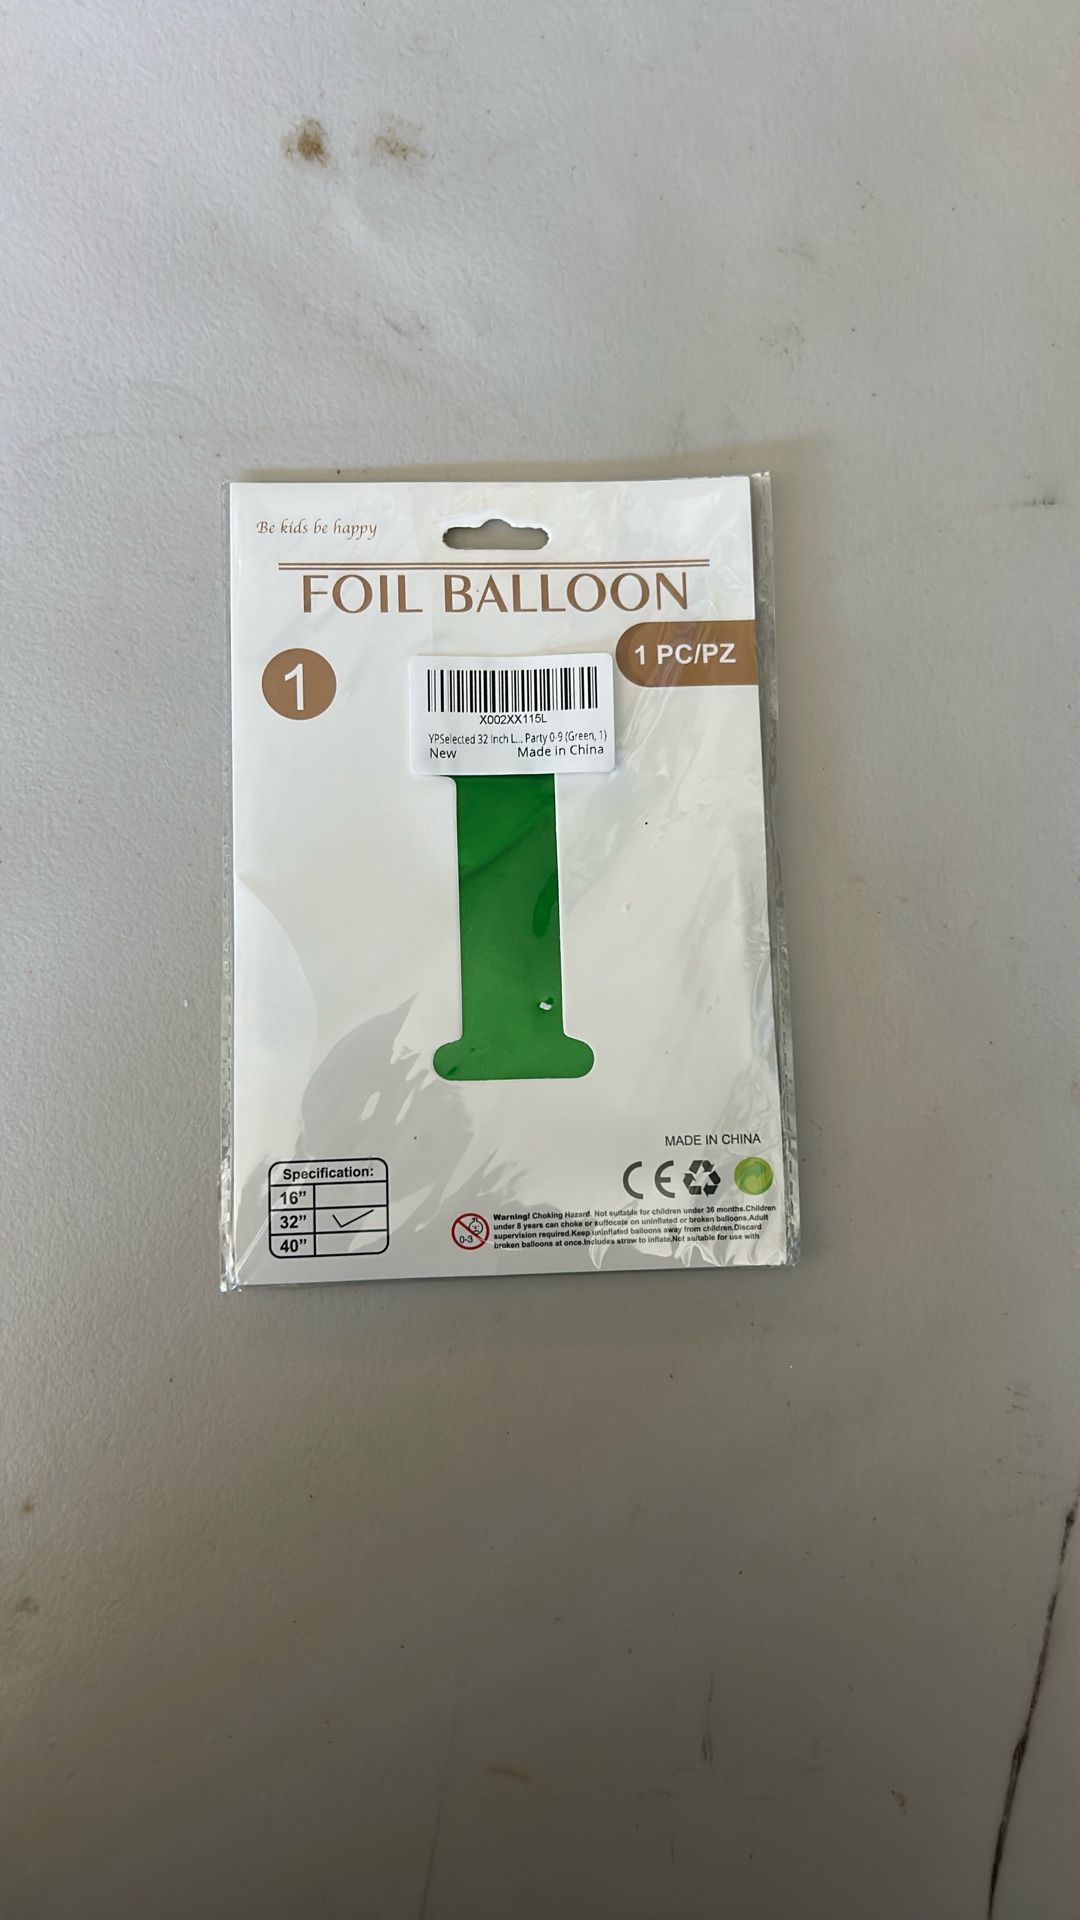 Be kids be happy
FOIL BALLOON
1 PC/PZ
1
X002XX115L
YPSelected 32 Inch L... Party 0-9 (Green, 1)
New Made in China
MADE IN CHINA
CE
Specification:
16”
32”
40”
0-3
Warning! Choking Hazard. Not suitable for children under 36 months.Children
under 8 years can choke or suffocate on uninflated or broken balloons.Adult
supervision required.Keep uninflated balloons away from children.Discard
broken balloons at once.Includes straw to inflate.Not suitable for use with